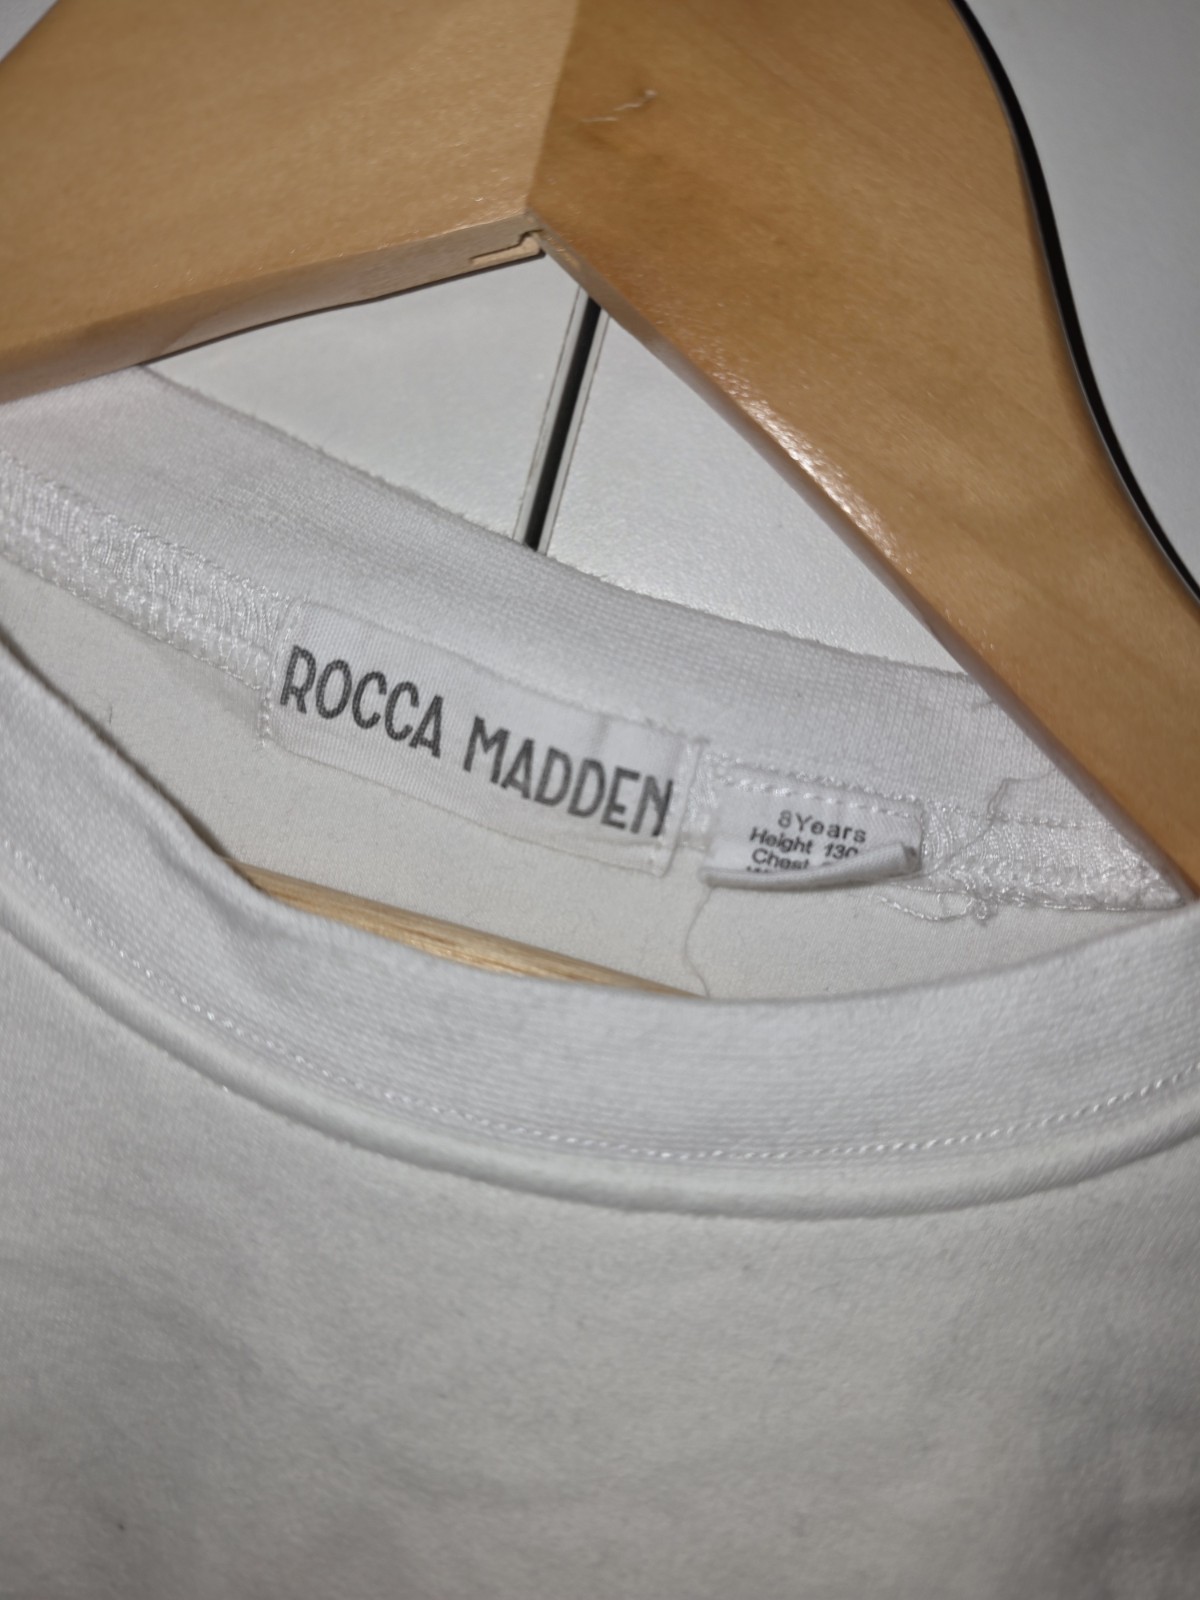 ROCCA MADDEN
8Years
Height 130
Chest